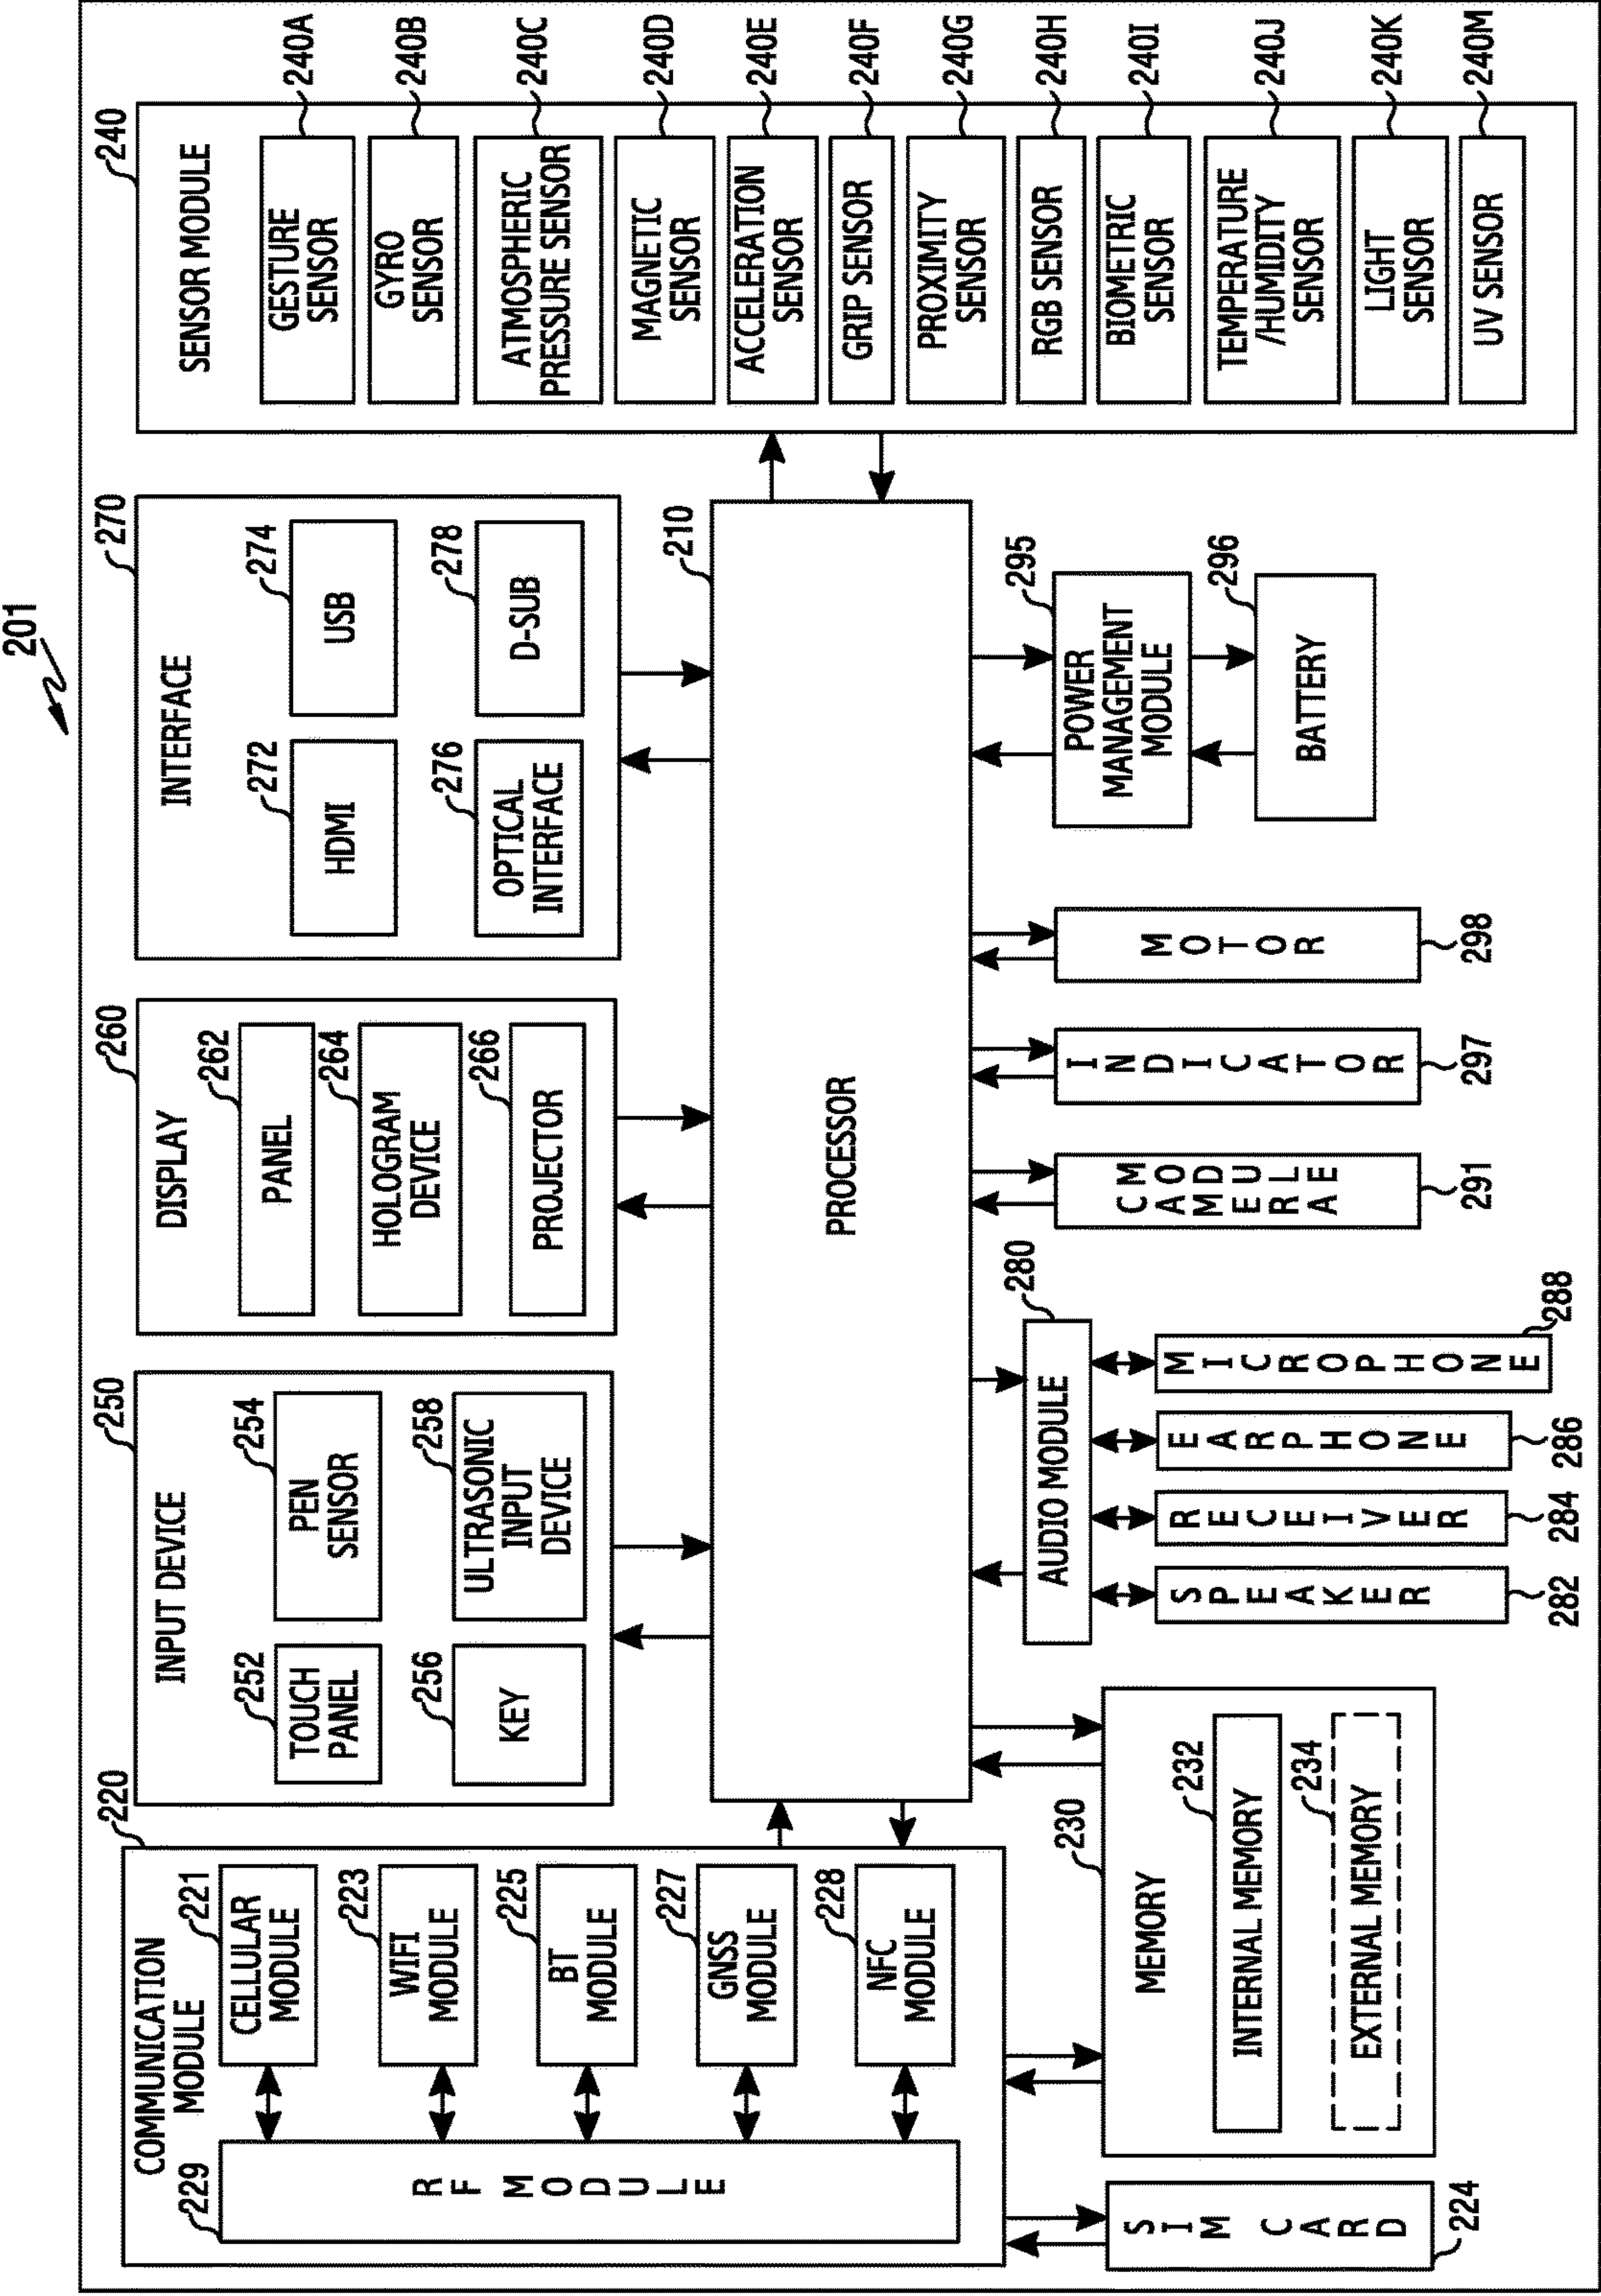 201
220
COMMUNICATION
MODULE
229
RF MODULE
221
CELLULAR
MODULE
223
WIFI
MODULE
225
BT
MODULE
227
GNSS
MODULE
228
NFC
MODULE
250
INPUT DEVICE
252
TOUCH
PANEL
254
PEN
SENSOR
256
KEY
258
ULTRASONIC
INPUT
DEVICE
260
DISPLAY
262
PANEL
264
HOLOGRAM
DEVICE
266
PROJECTOR
270
INTERFACE
272
HDMI
274
USB
276
OPTICAL
INTERFACE
278
D-SUB
240
SENSOR MODULE
GESTURE
SENSOR
240A
GYRO
SENSOR
240B
ATMOSPHERIC
PRESSURE SENSOR
240C
MAGNETIC
SENSOR
240D
ACCELERATION
SENSOR
240E
GRIP SENSOR
240F
PROXIMITY
SENSOR
240G
RGB SENSOR
240H
BIOMETRIC
SENSOR
240I
TEMPERATURE
/HUMIDITY
SENSOR
240J
LIGHT
SENSOR
240K
UV SENSOR
240M
210
PROCESSOR
SIM CARD
224
230
MEMORY
232
INTERNAL MEMORY
234
EXTERNAL MEMORY
280
AUDIO MODULE
SPEAKER
282
RECEIVER
284
EARPHONE
286
MICROPHONE
288
CAMERA
MODULE
291
INDICATOR
297
MOTOR
298
295
POWER
MANAGEMENT
MODULE
296
BATTERY